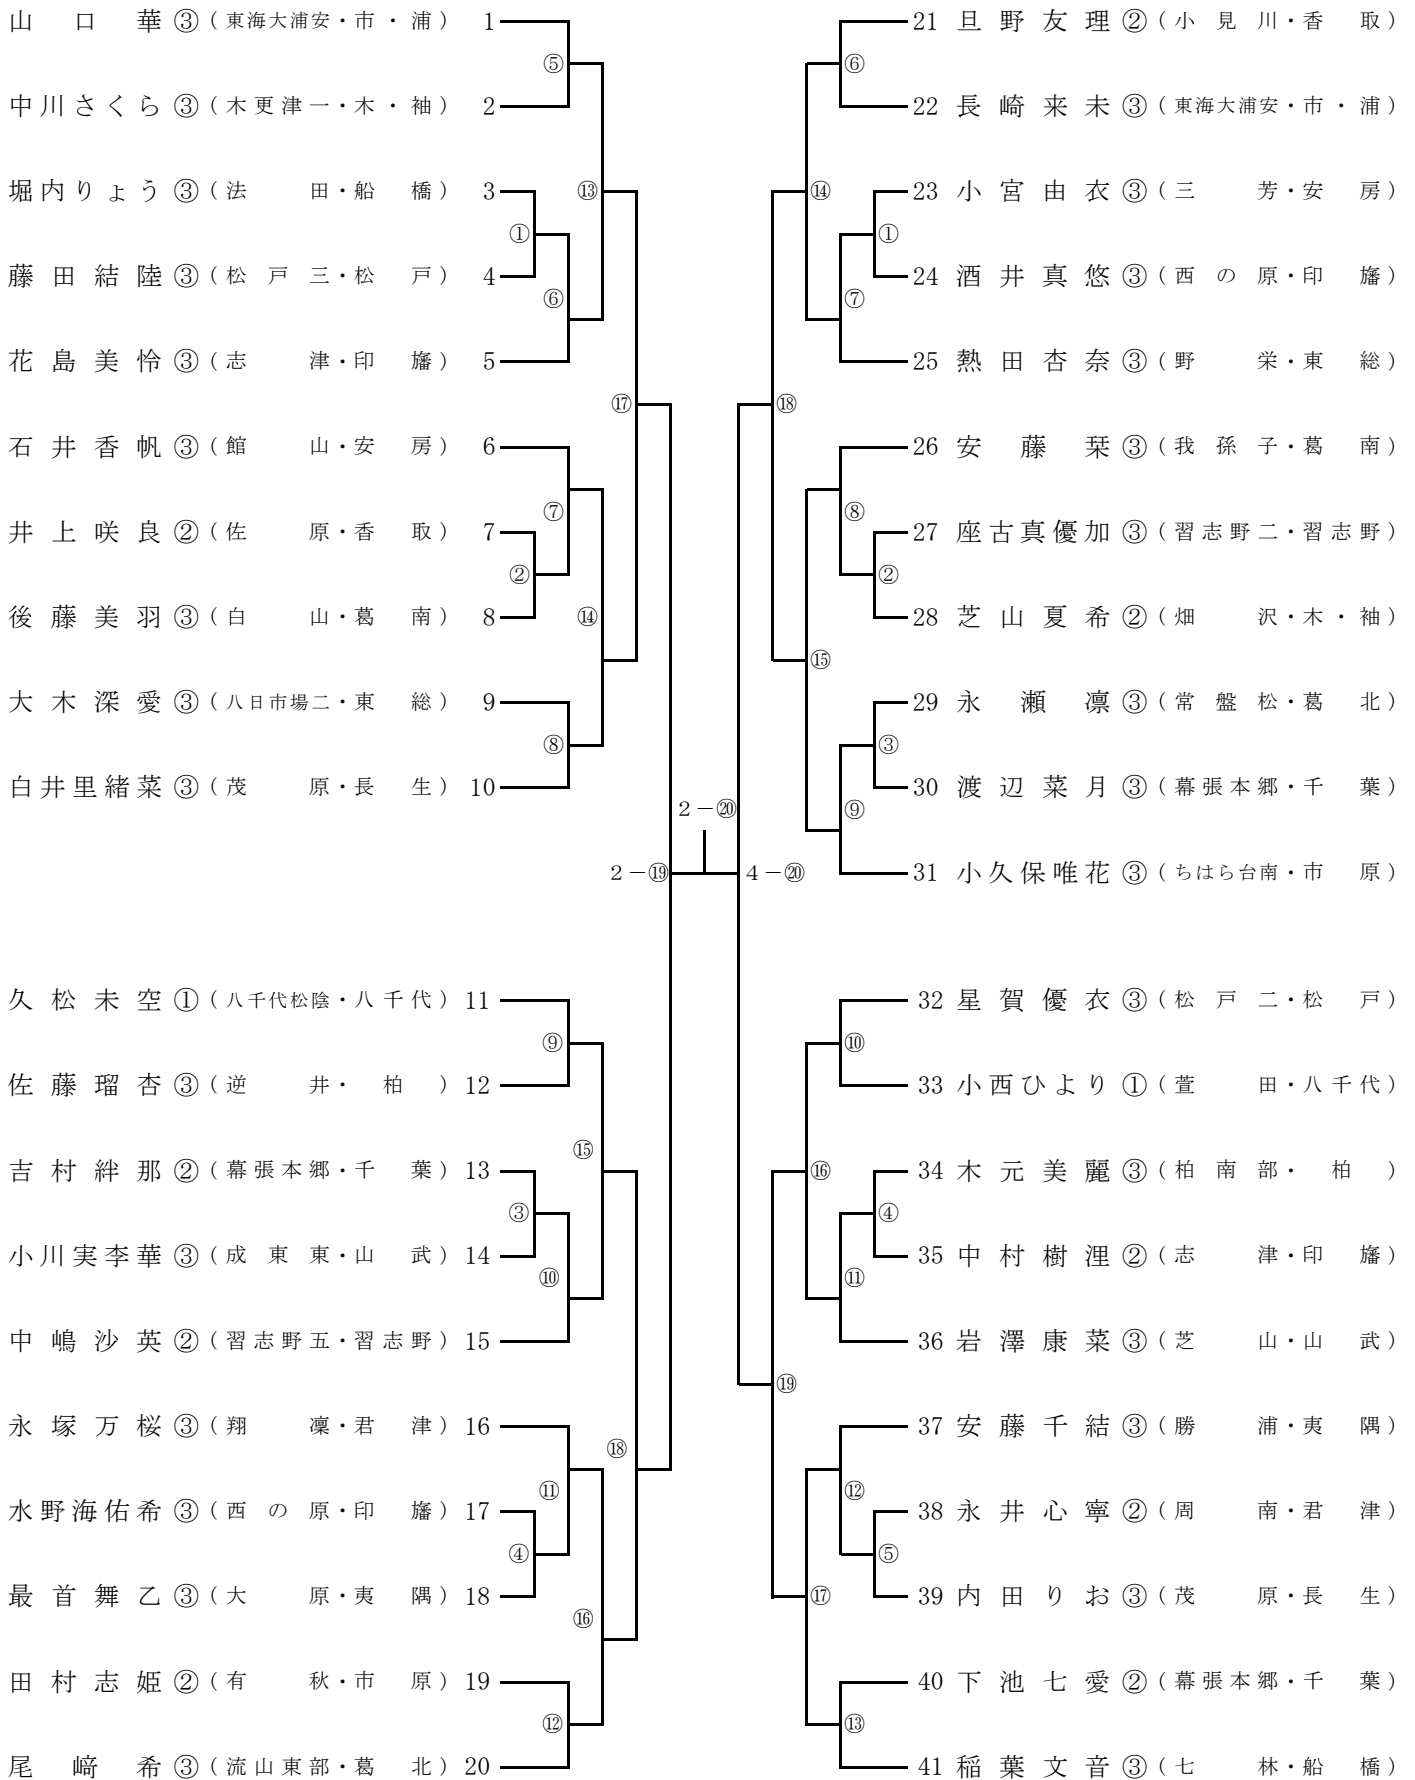 山口華③（東海大浦安・市・浦） 1
⑤
中川さくら③（木更津一・木・袖） 2
堀内りょう③（法田・船橋） 3
⑬
①
藤田結陸③（松戸三・松戸） 4
⑥
花島美怜③（志津・印旛） 5
⑰
石井香帆③（館山・安房） 6
⑦
井上咲良②（佐原・香取） 7
②
後藤美羽③（白山・葛南） 8
⑭
大木深愛③（八日市場二・東総） 9
⑧
白井里緒菜③（茂原・長生） 10
2－⑳
2－⑲
4－⑳
久松未空①（八千代松陰・八千代） 11
⑨
佐藤瑠杏③（逆井・柏） 12
⑮
吉村絆那②（幕張本郷・千葉） 13
③
小川実李華③（成東東・山武） 14
⑩
中嶋沙英②（習志野五・習志野） 15
永塚万桜③（翔凜・君津） 16
⑱
⑪
水野海佑希③（西の原・印旛） 17
④
最首舞乙③（大原・夷隅） 18
⑯
田村志姫②（有秋・市原） 19
⑫
尾﨑希③（流山東部・葛北） 20
21 旦野友理②（小見川・香取）
⑥
22 長崎来未③（東海大浦安・市・浦）
23 小宮由衣③（三芳・安房）
⑭
①
24 酒井真悠③（西の原・印旛）
⑦
25 熱田杏奈③（野栄・東総）
⑱
26 安藤栞③（我孫子・葛南）
⑧
27 座古真優加③（習志野二・習志野）
②
28 芝山夏希②（畑沢・木・袖）
⑮
29 永瀬凛③（常盤松・葛北）
③
30 渡辺菜月③（幕張本郷・千葉）
⑨
31 小久保唯花③（ちはら台南・市原）
32 星賀優衣③（松戸二・松戸）
⑩
33 小西ひより①（萱田・八千代）
34 木元美麗③（柏南部・柏）
⑯
④
35 中村樹浬②（志津・印旛）
⑪
36 岩澤康菜③（芝山・山武）
⑲
37 安藤千結③（勝浦・夷隅）
⑫
38 永井心寧②（周南・君津）
⑤
39 内田りお③（茂原・長生）
⑰
40 下池七愛②（幕張本郷・千葉）
⑬
41 稲葉文音③（七林・船橋）